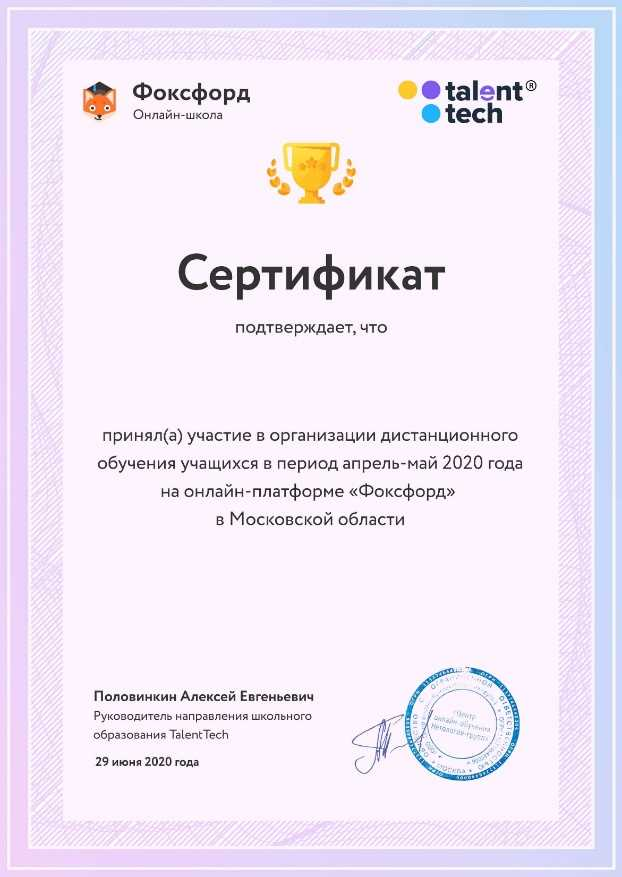 Фоксфорд
Онлайн-школа
talent®
tech
Сертификат
подтверждает, что
принял(а) участие в организации дистанционного
обучения учащихся в период апрель-май 2020 года
на онлайн-платформе «Фоксфорд»
в Московской области
Половинкин Алексей Евгеньевич
Руководитель направления школьного
образования TalentTech
29 июня 2020 года
«Центр
онлайн-обучения
Нетология-групп»